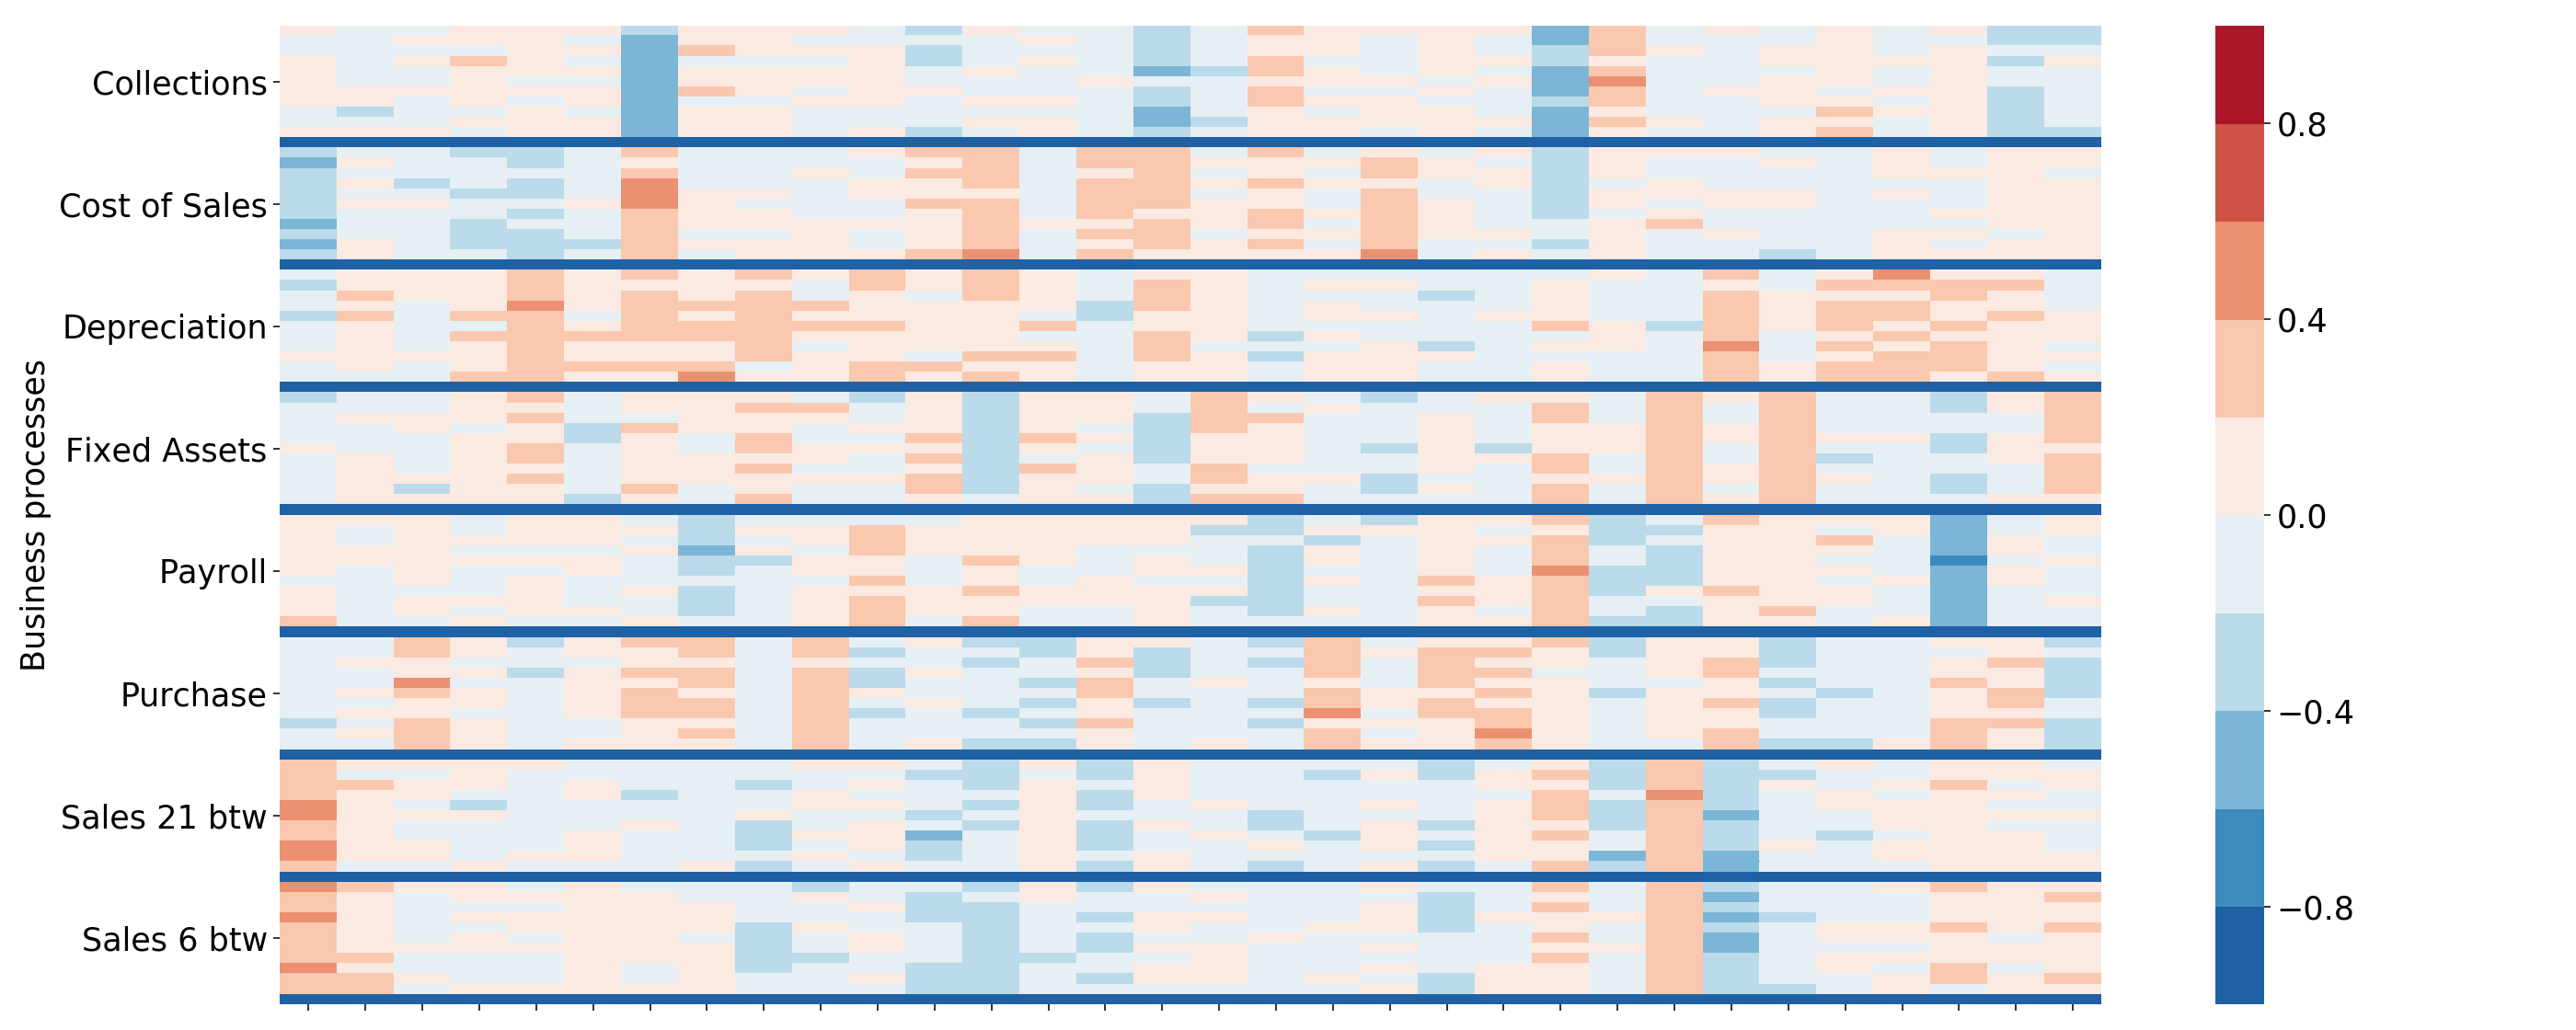 Business processes
Collections
Cost of Sales
Depreciation
Fixed Assets
Payroll
Purchase
Sales 21 btw
Sales 6 btw
0.8
0.4
0.0
−0.4
−0.8